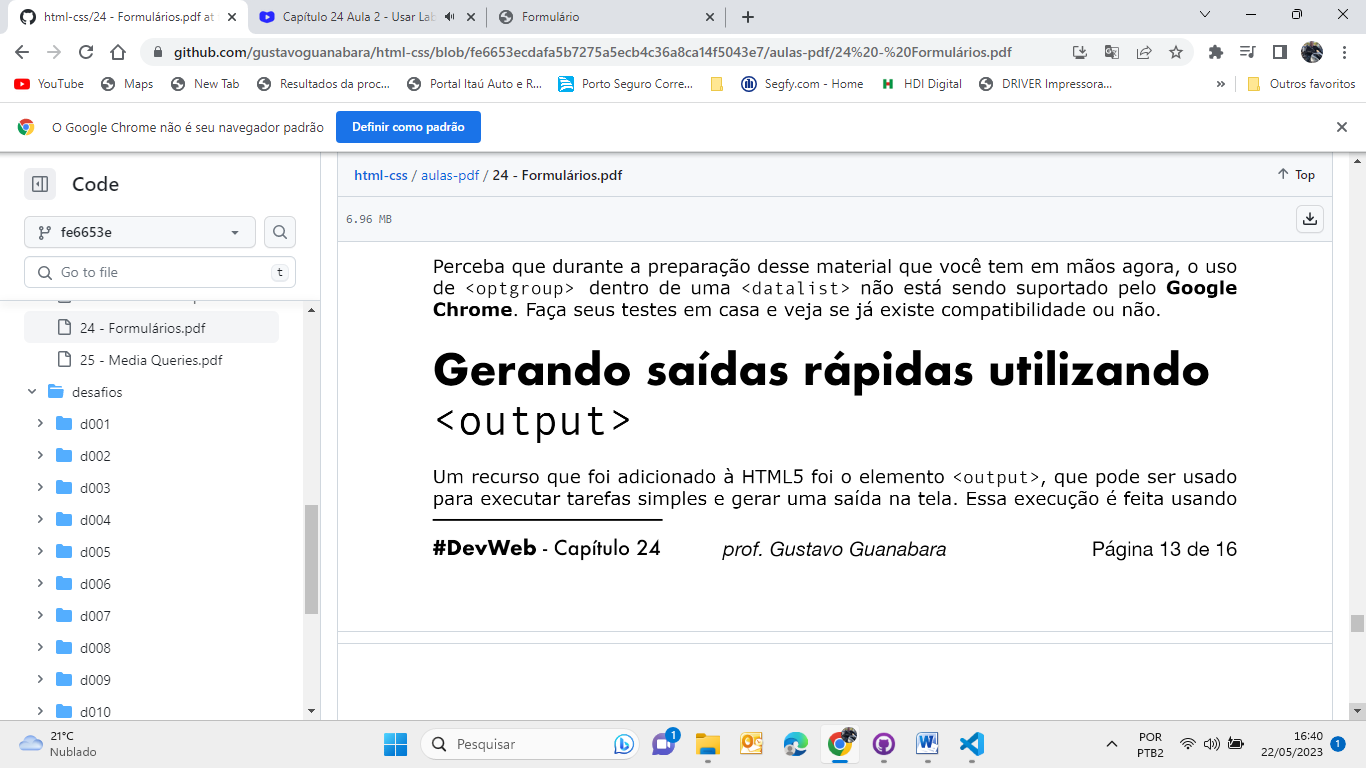 html-css/24 - Formulários.pdf at
Capítulo 24 Aula 2 - Usar Lab
Formulário
github.com/gustavoguanabara/html-css/blob/fe6653ecdafa5b7275a5ecb4c36a8ca14f5043e7/aulas-pdf/24%20-%20Formulários.pdf
YouTube
Maps
New Tab
Resultados da proc...
Portal Itaú Auto e R...
Porto Seguro Corre...
Segfy.com - Home
HDI Digital
DRIVER Impressora...
»
Outros favoritos
O Google Chrome não é seu navegador padrão
Definir como padrão
Code
fe6653e
Go to file
t
24 - Formulários.pdf
25 - Media Queries.pdf
desafios
d001
d002
d003
d004
d005
d006
d007
d008
d009
d010
html-css / aulas-pdf / 24 - Formulários.pdf
Top
6.96 MB
Perceba que durante a preparação desse material que você tem em mãos agora, o uso
de <optgroup> dentro de uma <datalist> não está sendo suportado pelo Google
Chrome. Faça seus testes em casa e veja se já existe compatibilidade ou não.
Gerando saídas rápidas utilizando
<output>
Um recurso que foi adicionado à HTML5 foi o elemento <output>, que pode ser usado
para executar tarefas simples e gerar uma saída na tela. Essa execução é feita usando
#DevWeb - Capítulo 24
prof. Gustavo Guanabara
Página 13 de 16
21°C
Nublado
Pesquisar
1
POR
PTB2
16:40
22/05/2023
1